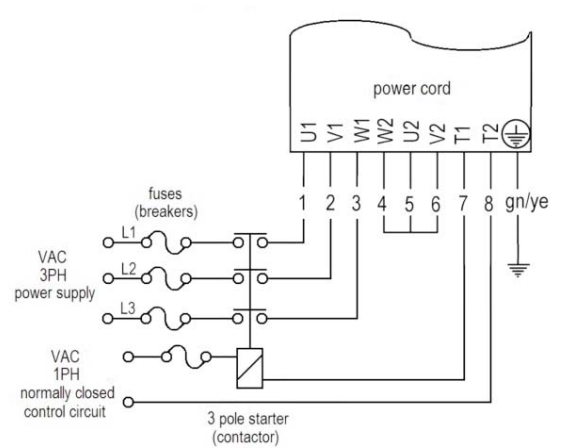 power cord
U1 V1 W1 W2 U2 V2 T1 T2
1 2 3 4 5 6 7 8 gn/ye
fuses
(breakers)
L1
VAC
3PH
power supply
L2
L3
VAC
1PH
normally closed
control circuit
3 pole starter
(contactor)